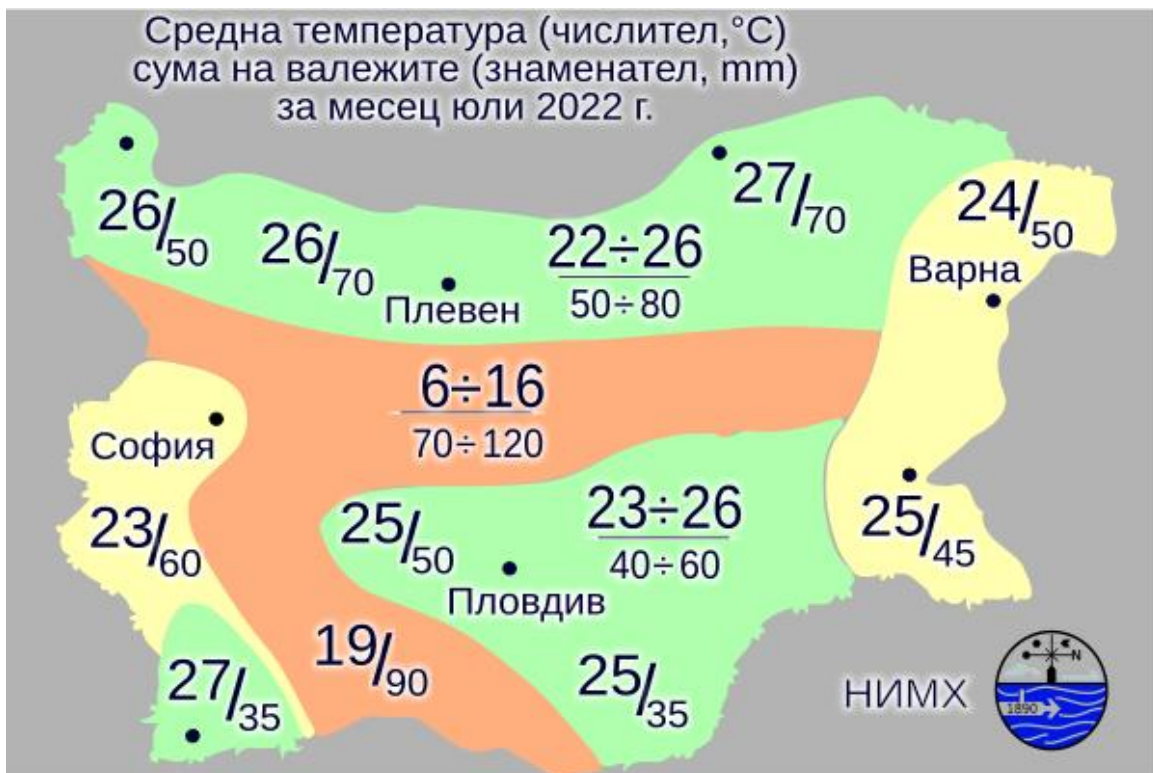 Средна температура (числител,°C)
сума на валежите (знаменател, mm)
за месец юли 2022 г.
26/50
26/70
22÷26
50÷80
27/70
24/50
Плевен
Варна
6÷16
70÷120
София
23/60
25/50
23÷26
40÷60
25/45
Пловдив
27/35
19/90
25/35
НИМХ
N
1890